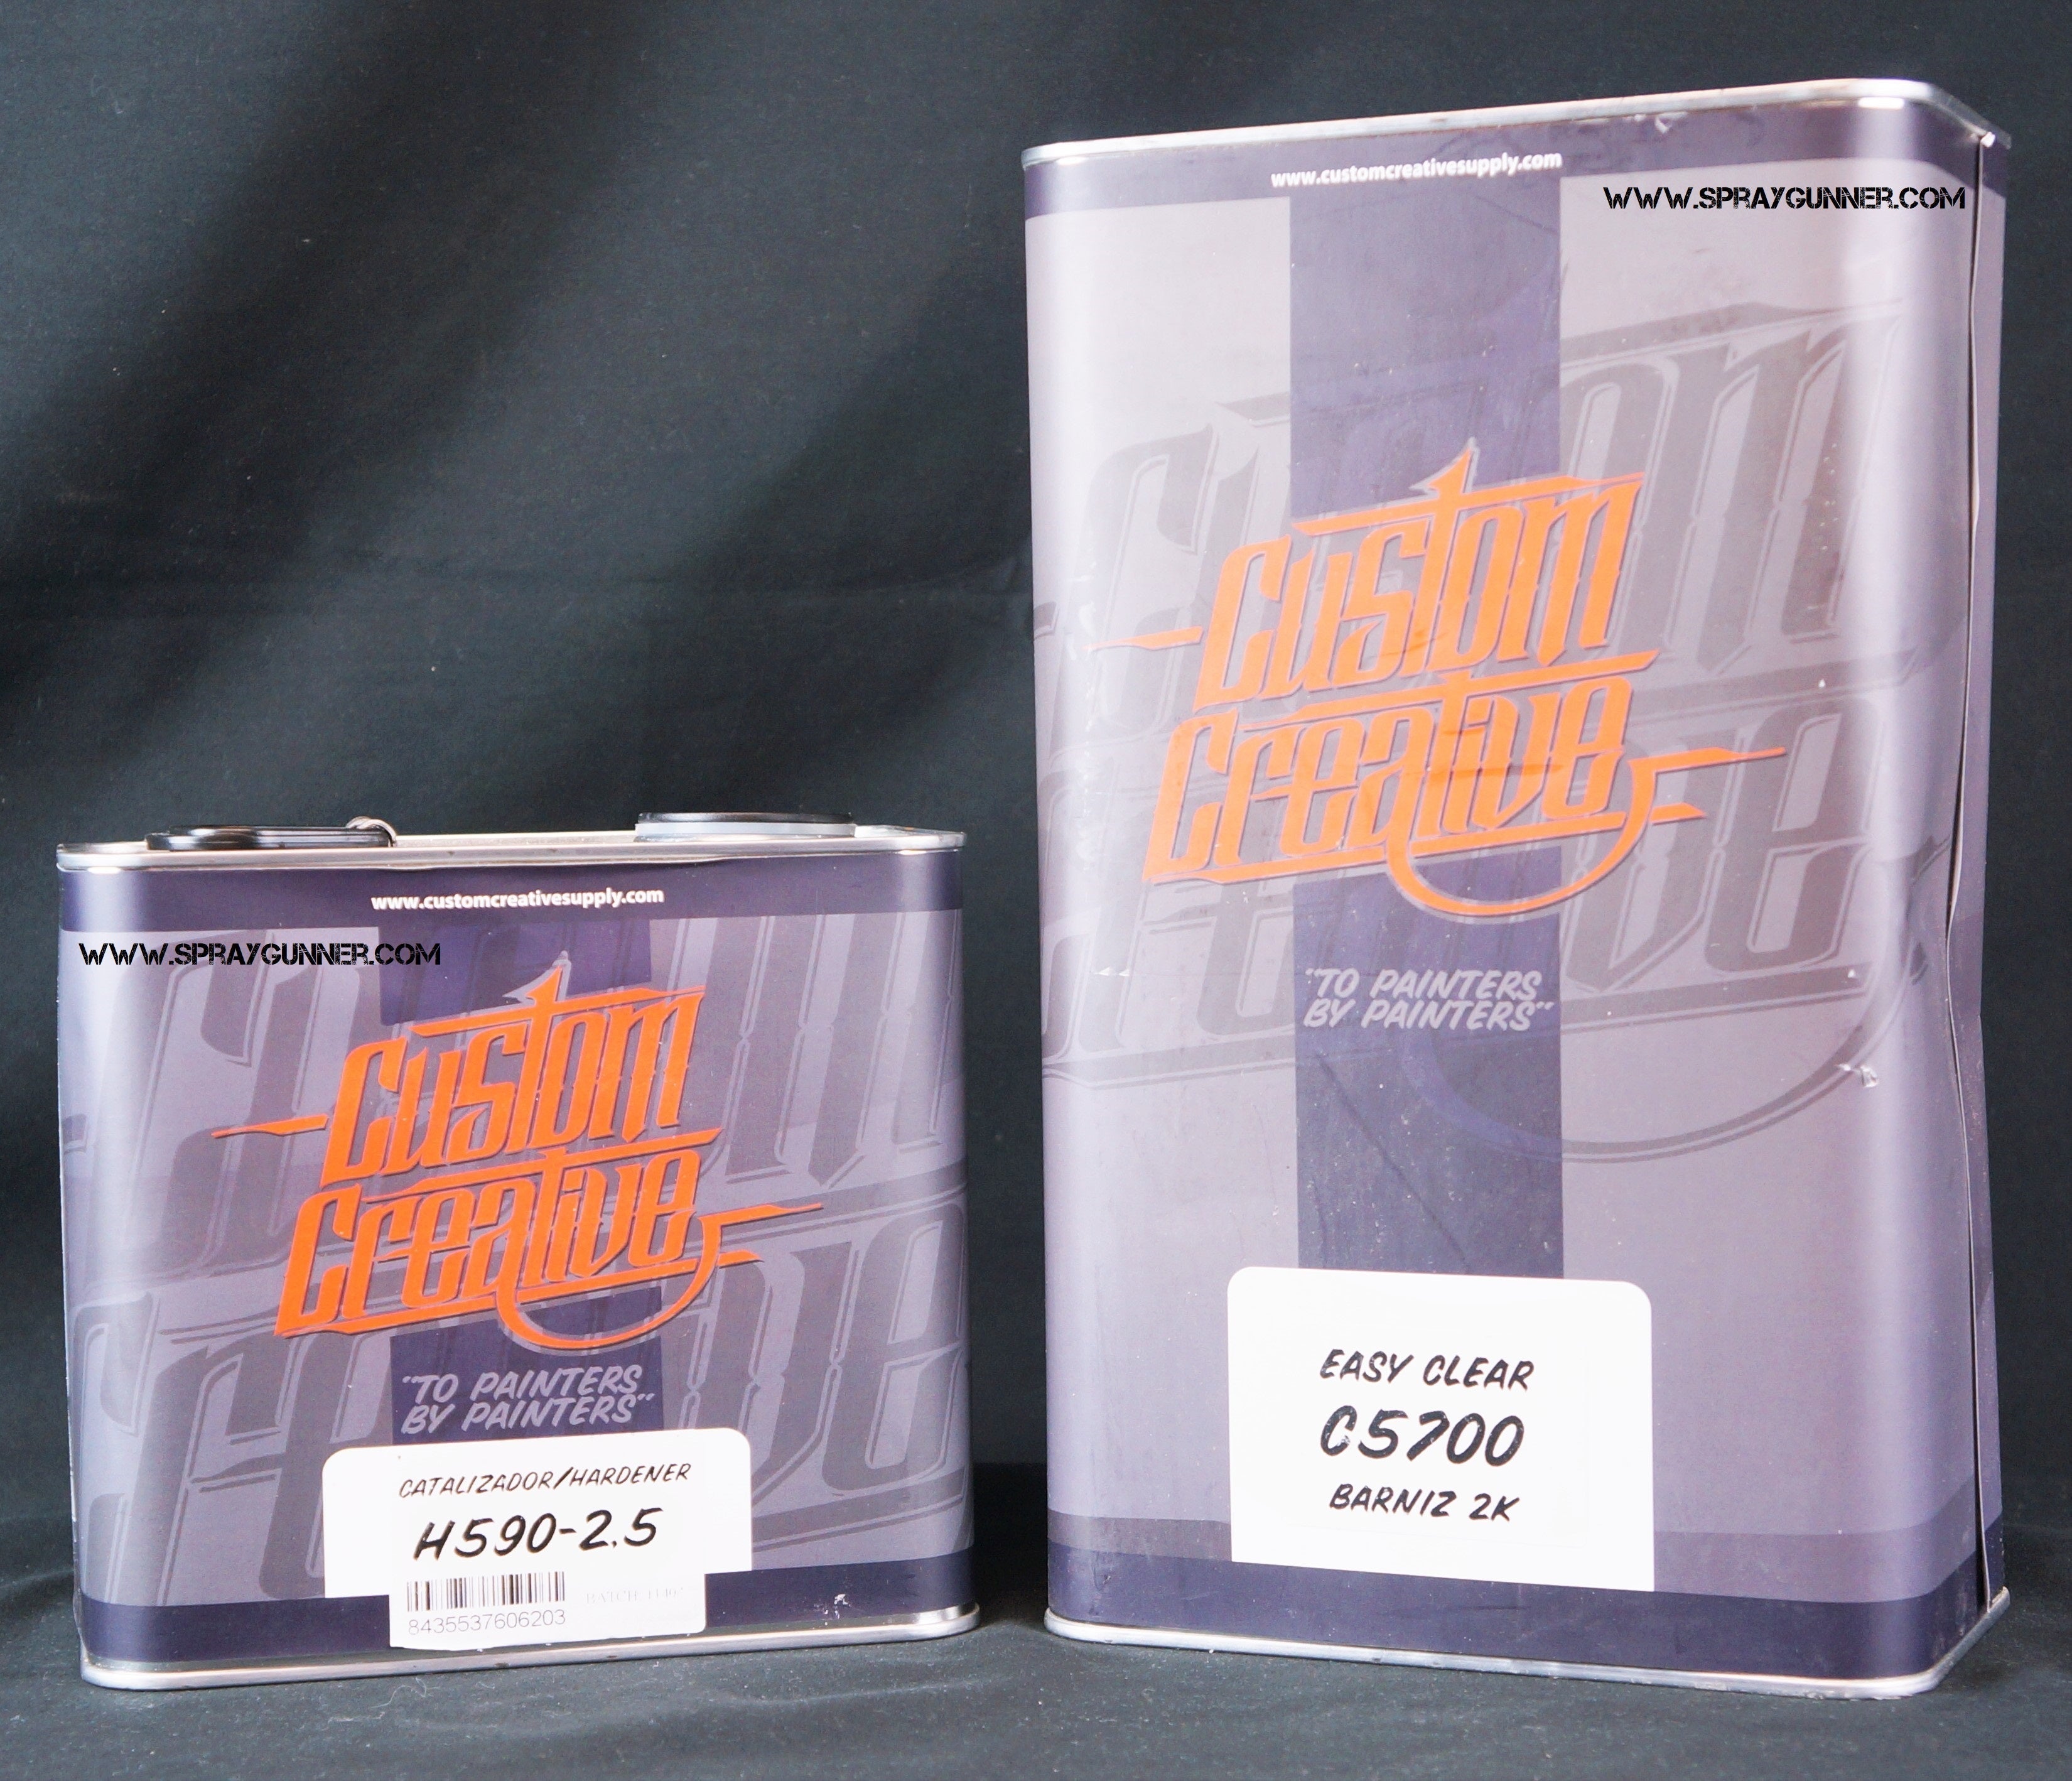 www.customcreativesupply.com
WWW.SPRAYGUNNER.COM
Custom
Creative
"TO PAINTERS
BY PAINTERS"
CATALIZADOR/HARDENER
H590-2.5
8435537606203
www.customcreativesupply.com
WWW.SPRAYGUNNER.COM
Custom
Creative
"TO PAINTERS
BY PAINTERS"
EASY CLEAR
C5700
BARNIZ 2K